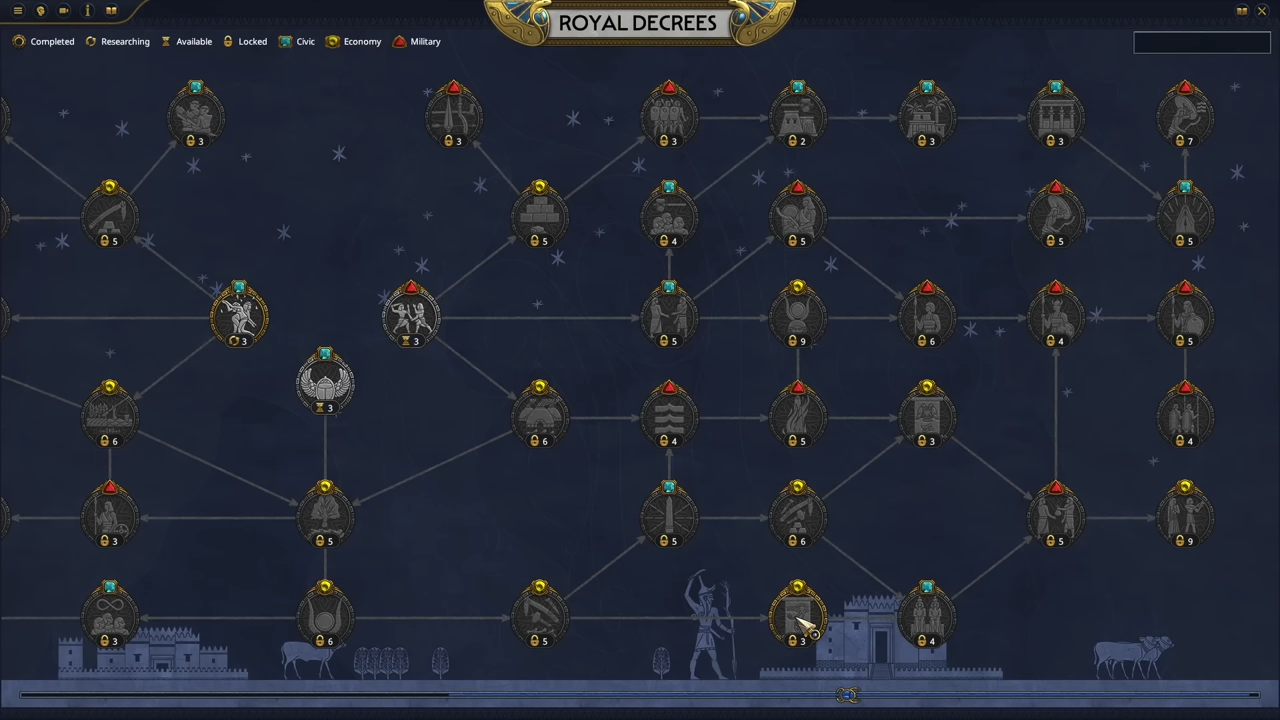 ROYAL DECREES
Completed Researching Available Locked Civic Economy Military
3 3 3 2 3 3 7
5 5 4 5 5 5
3 3 5 9 6 4 5
3
6 6 4 5 3 4
3 5 5 6 5 9
3 6 5 3 4